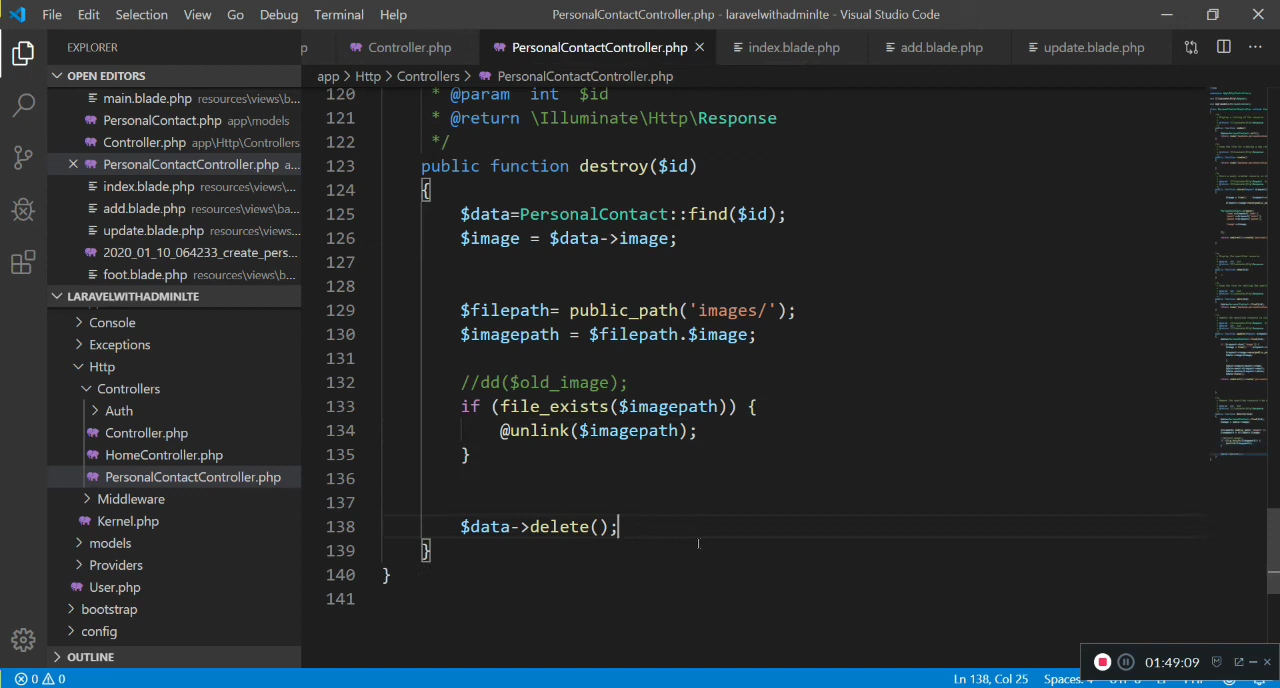 File Edit Selection View Go Debug Terminal Help PersonalContactController.php - laravelwithadminlte - Visual Studio Code
EXPLORER
p Controller.php PersonalContactController.php index.blade.php add.blade.php update.blade.php
OPEN EDITORS
app > Http > Controllers > PersonalContactController.php
main.blade.php resources\views\b...
PersonalContact.php app\models
Controller.php app\Http\Controllers
PersonalContactController.php a...
index.blade.php resources\views\...
add.blade.php resources\views\ba...
update.blade.php resources\views...
2020_01_10_064233_create_pers...
foot.blade.php resources\views\b...
LARAVELWITHADMINLTE
Console
Exceptions
Http
Controllers
Auth
Controller.php
HomeController.php
PersonalContactController.php
Middleware
Kernel.php
models
Providers
User.php
bootstrap
config
OUTLINE
120 * @param int $id
121 * @return \Illuminate\Http\Response
122 */
123 public function destroy($id)
124 {
125 $data=PersonalContact::find($id);
126 $image = $data->image;
127
128
129 $filepath= public_path('images/');
130 $imagepath = $filepath.$image;
131
132 //dd($old_image);
133 if (file_exists($imagepath)) {
134 @unlink($imagepath);
135 }
136
137
138 $data->delete();
139 }
140 }
141
01:49:09
0 0 Ln 138, Col 25